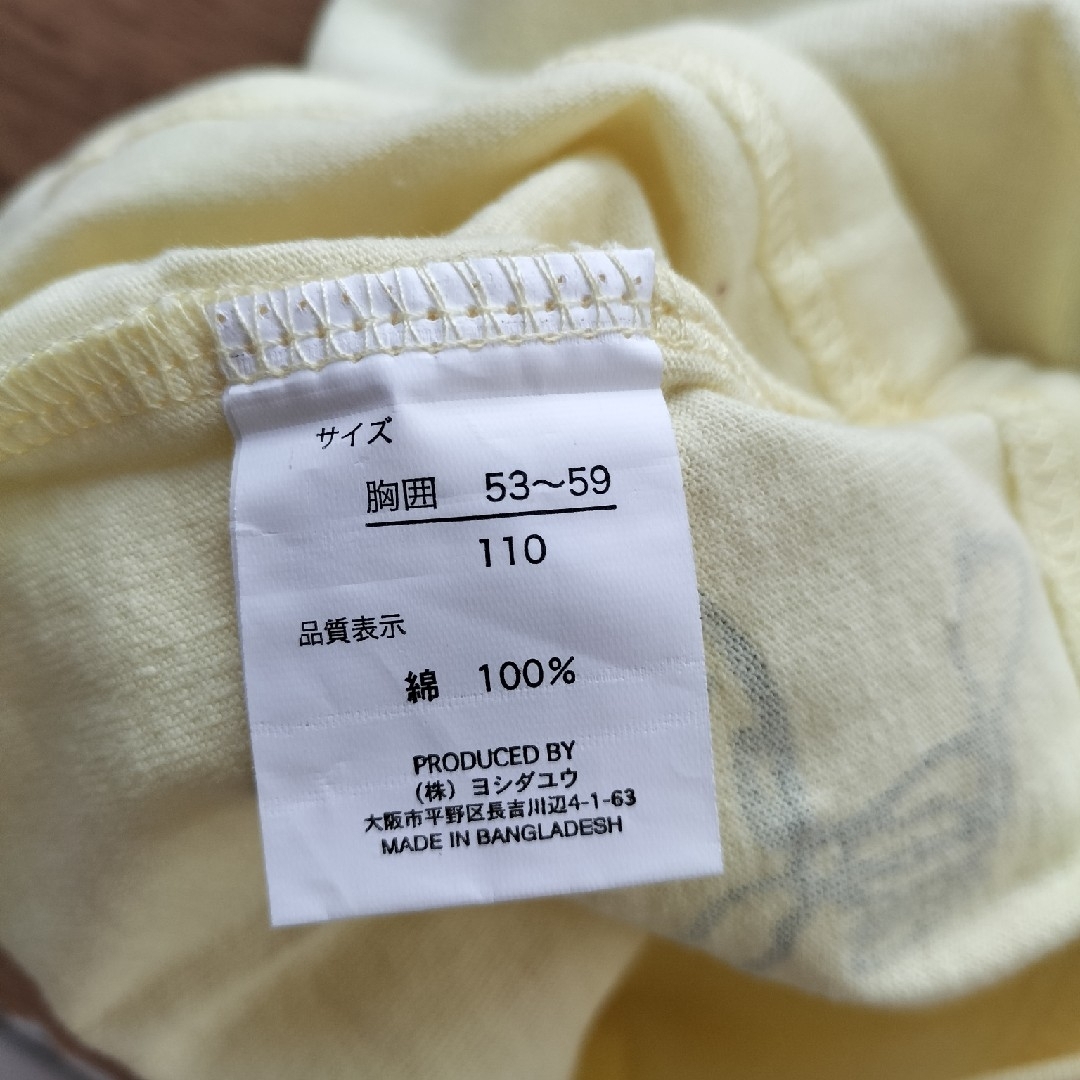 サイズ
胸囲 53〜59
110
品質表示
綿 100%
PRODUCED BY
(株) ヨシダユウ
大阪市平野区長吉川辺4-1-63
MADE IN BANGLADESH